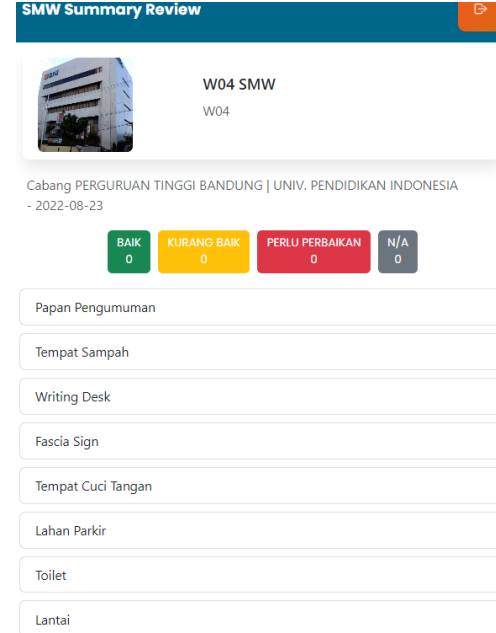 SMW Summary Review
W04 SMW
W04
Cabang PERGURUAN TINGGI BANDUNG | UNIV. PENDIDIKAN INDONESIA
- 2022-08-23
BAIK
0
KURANG BAIK
0
PERLU PERBAIKAN
0
N/A
0
Papan Pengumuman
Tempat Sampah
Writing Desk
Fascia Sign
Tempat Cuci Tangan
Lahan Parkir
Toilet
Lantai